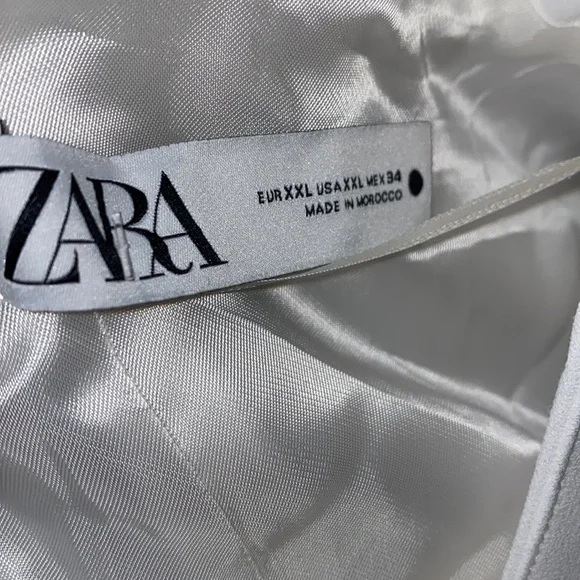 ZARA
EUR XXL USA XXL MEX 34
MADE IN MOROCCO